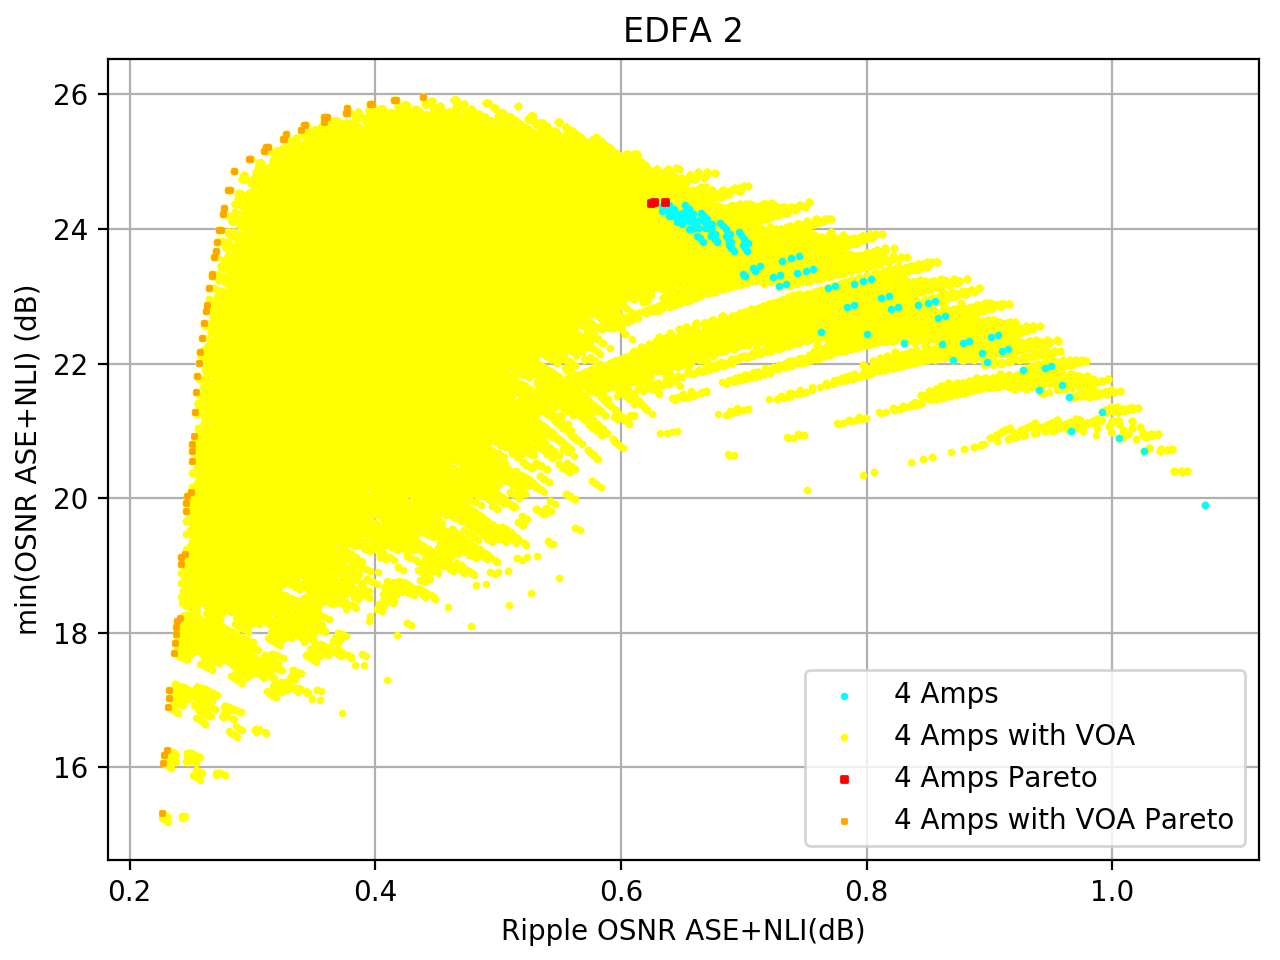 EDFA 2
26
24
22
20
18
16
min(OSNR ASE+NLI) (dB)
4 Amps
4 Amps with VOA
4 Amps Pareto
4 Amps with VOA Pareto
0.2 0.4 0.6 0.8 1.0
Ripple OSNR ASE+NLI(dB)